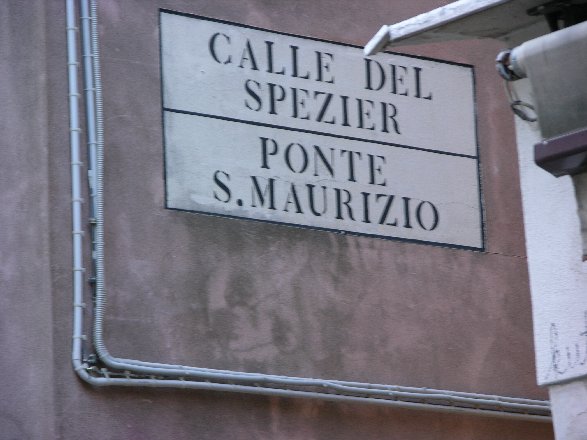 CALLE DEL
SPEZIER
PONTE
S. MAURIZIO